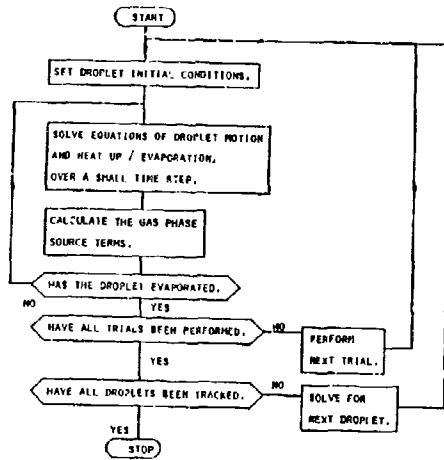 START
SET DROPLET INITIAL CONDITIONS.
SOLVE EQUATIONS OF DROPLET MOTION
AND HEAT UP / EVAPORATION,
OVER A SMALL TIME STEP.
CALCULATE THE GAS PHASE
SOURCE TERMS.
HAS THE DROPLET EVAPORATED.
NO
YES
HAVE ALL TRIALS BEEN PERFORMED.
NO
PERFORM
NEXT TRIAL.
YES
HAVE ALL DROPLETS BEEN TRACKED.
NO
SOLVE FOR
NEXT DROPLET.
YES
STOP